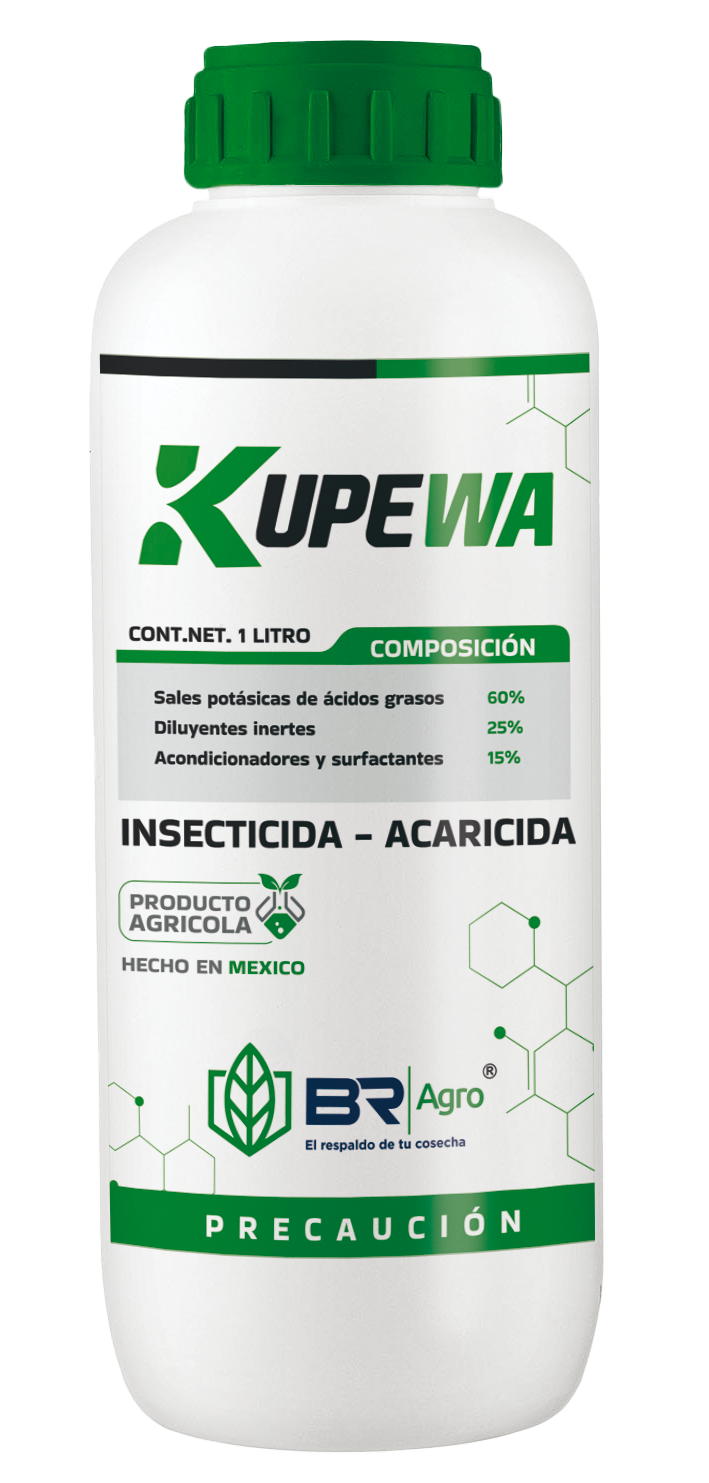 KUPEWA
CONT.NET. 1 LITRO
COMPOSICIÓN
Sales potásicas de ácidos grasos 60%
Diluyentes inertes 25%
Acondicionadores y surfactantes 15%
INSECTICIDA - ACARICIDA
PRODUCTO
AGRICOLA
HECHO EN MEXICO
BR Agro ®
El respaldo de tu cosecha
PRECAUCIÓN